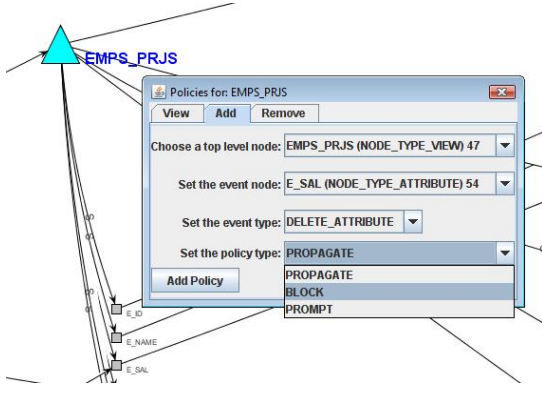 EMPS_PRJS
Policies for: EMPS_PRJS
View Add Remove
Choose a top level node: EMPS_PRJS (NODE_TYPE_VIEW) 47
Set the event node: E_SAL (NODE_TYPE_ATTRIBUTE) 54
Set the event type: DELETE_ATTRIBUTE
Set the policy type: PROPAGATE
PROPAGATE
Add Policy
BLOCK
PROMPT
E_ID
E_NAME
E_SAL